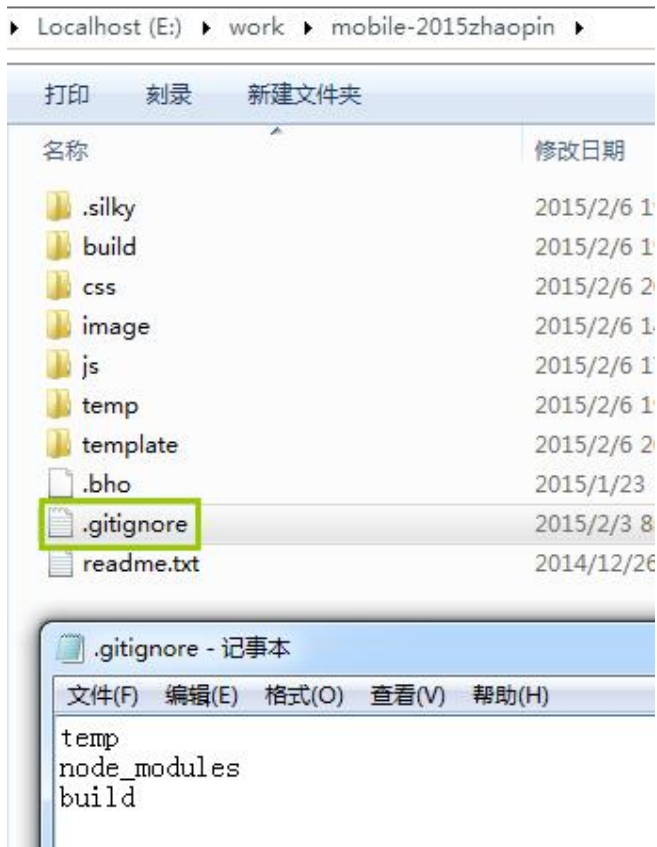 Localhost (E:) work mobile-2015zhaopin
打印 刻录 新建文件夹
名称 修改日期
.silky 2015/2/6
build 2015/2/6
css 2015/2/6
image 2015/2/6
js 2015/2/6
temp 2015/2/6
template 2015/2/6
.bho 2015/1/23
.gitignore 2015/2/3 8
readme.txt 2014/12/26
.gitignore - 记事本
文件(F) 编辑(E) 格式(O) 查看(V) 帮助(H)
temp
node_modules
build